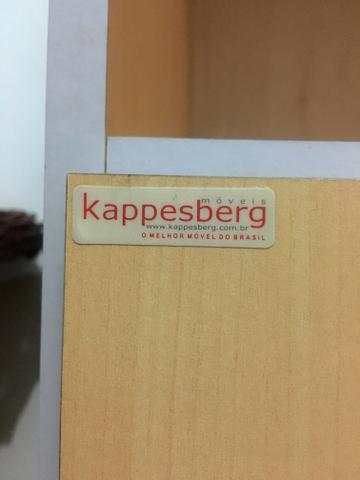 móveis
kappesberg
www.kappesberg.com.br
O MELHOR MÓVEL DO BRASIL